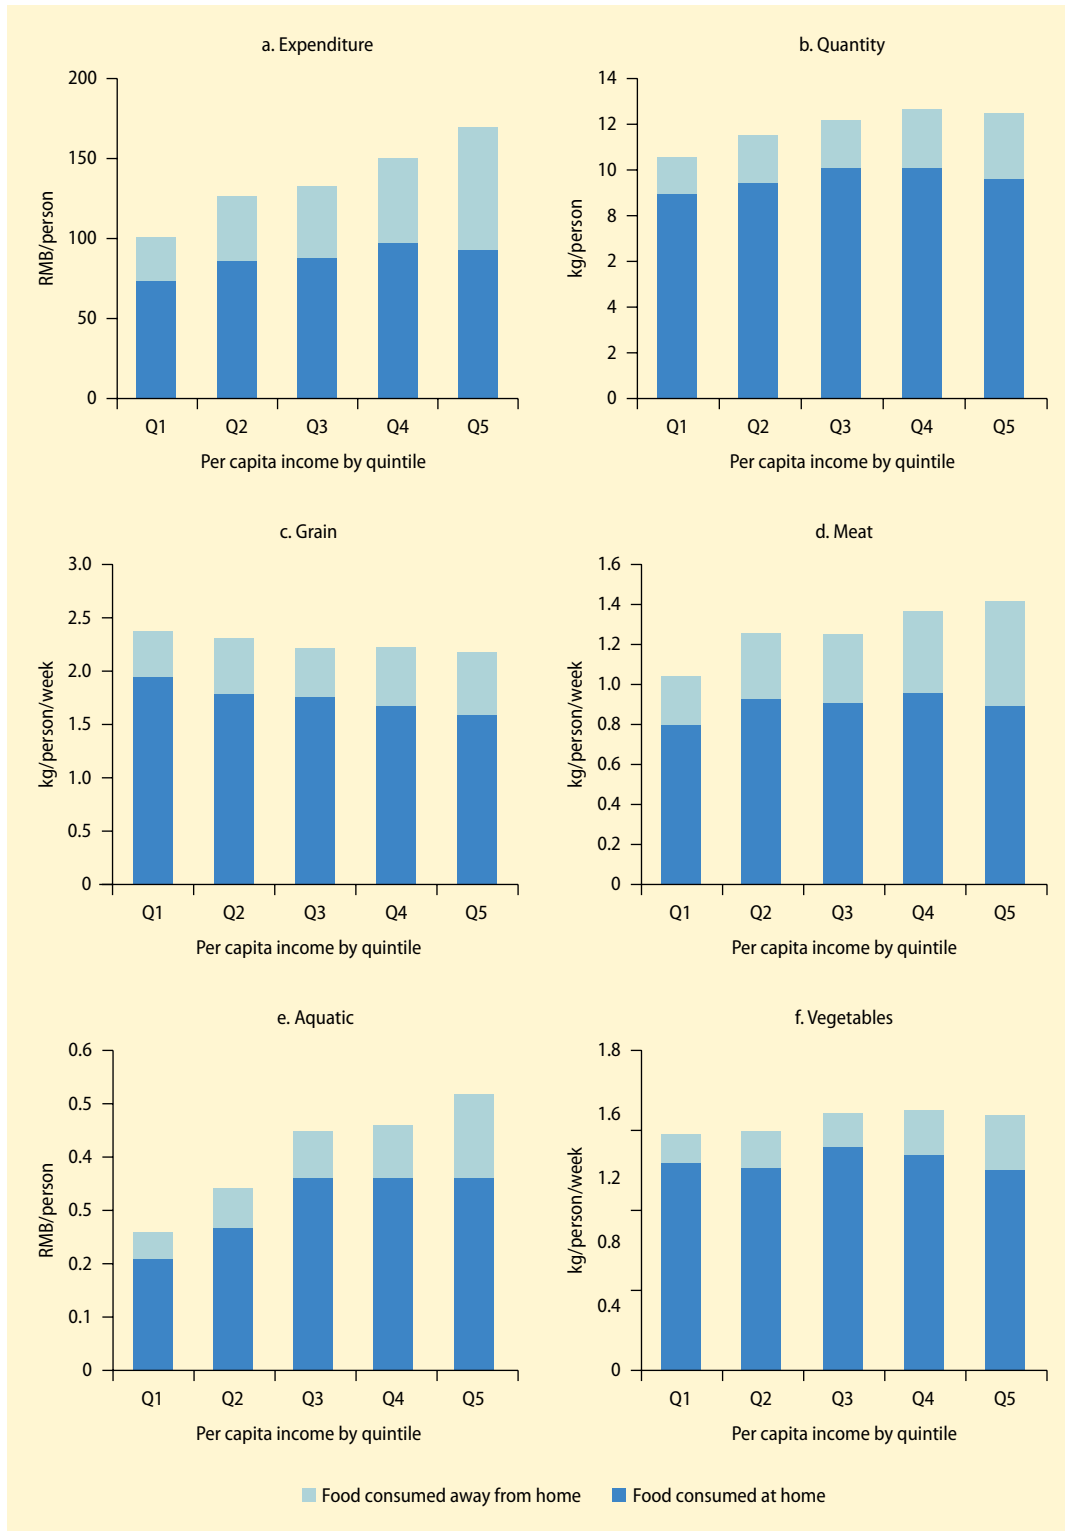 a. Expenditure
200
150
100
50
0
RMB/person
Q1 Q2 Q3 Q4 Q5
Per capita income by quintile
b. Quantity
14
12
10
8
2
4
2
0
kg/person
Q1 Q2 Q3 Q4 Q5
Per capita income by quintile
c. Grain
3.0
2.5
2.0
1.5
1.0
0.5
0
kg/person/week
Q1 Q2 Q3 Q4 Q5
Per capita income by quintile
d. Meat
1.6
1.4
1.2
1.0
0.8
0.6
0.4
0.2
0
kg/person/week
Q1 Q2 Q3 Q4 Q5
Per capita income by quintile
e. Aquatic
0.6
0.5
0.4
0.5
0.2
0.1
0
RMB/person
Q1 Q2 Q3 Q4 Q5
Per capita income by quintile
f. Vegetables
1.8
1.6
1.2
0.8
0.4
0
kg/person/week
Q1 Q2 Q3 Q4 Q5
Per capita income by quintile
Food consumed away from home Food consumed at home